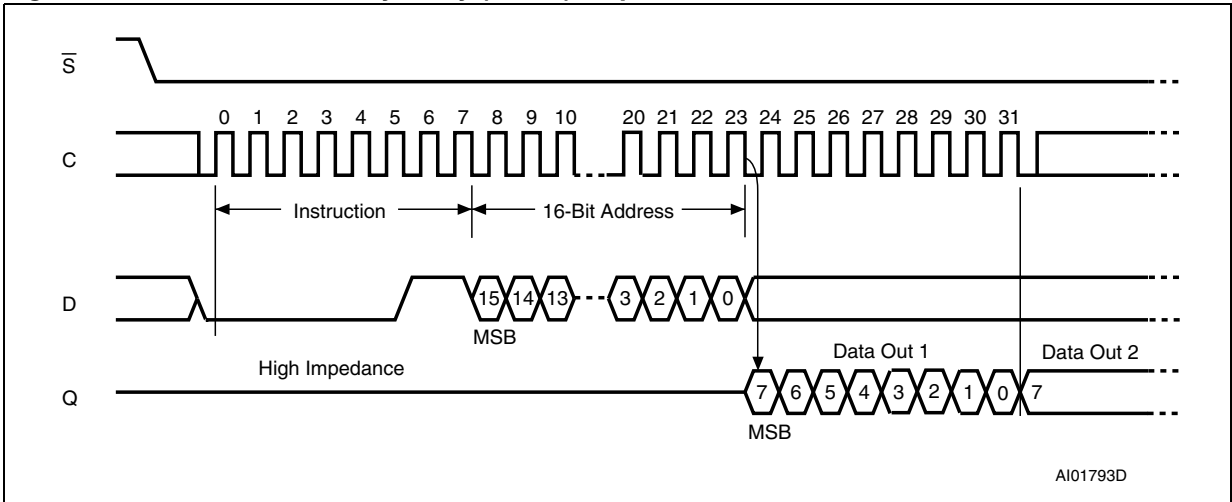 S
0 1 2 3 4 5 6 7 8 9 10 20 21 22 23 24 25 26 27 28 29 30 31
C
Instruction 16-Bit Address
D
15 14 13 3 2 1 0
MSB
High Impedance Data Out 1 Data Out 2
Q
7 6 5 4 3 2 1 0 7
MSB
AI01793D